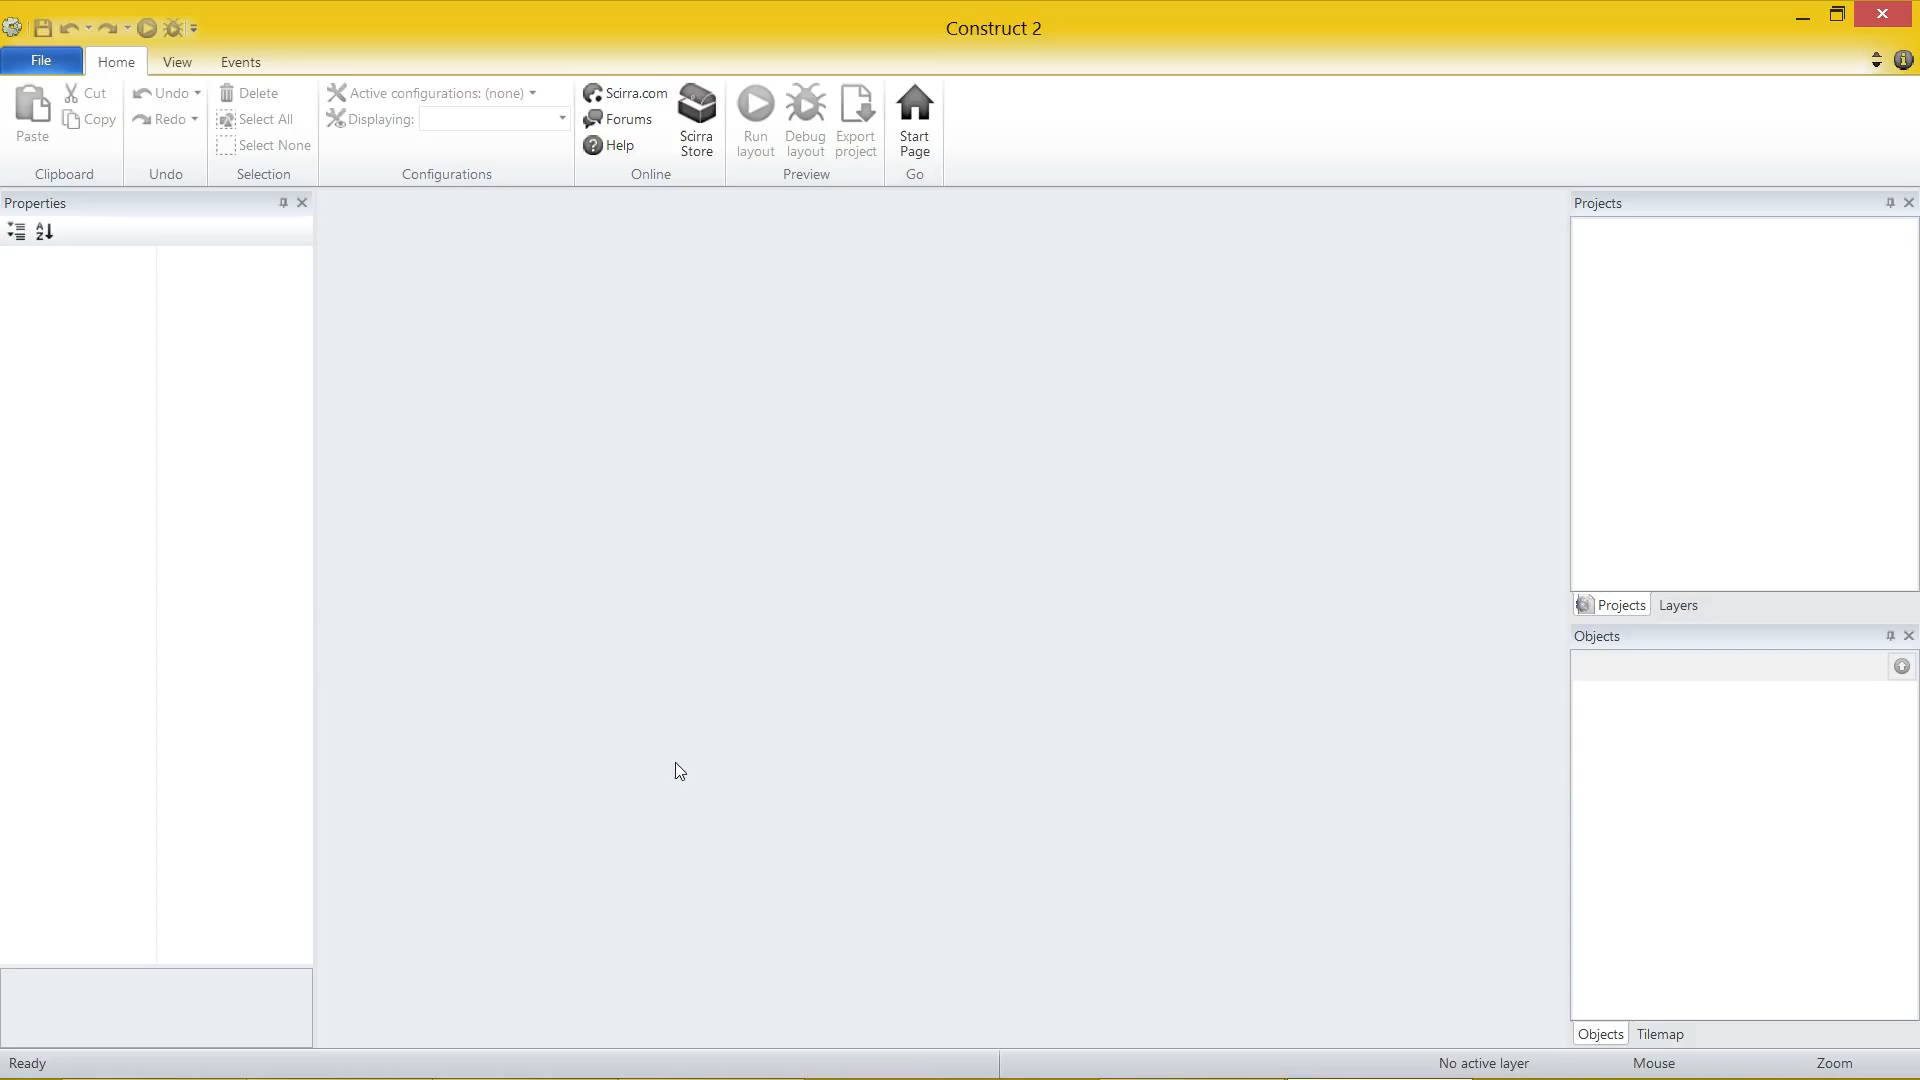 Construct 2
File Home View Events
Paste Cut Copy Clipboard
Undo Redo Undo
Delete Select All Select None Selection
Active configurations: (none)
Displaying:
Configurations
Scirra.com
Forums
Help
Scirra Store
Online
Run layout
Debug layout
Export project
Preview
Start Page
Go
Properties
Projects
Projects Layers
Objects
Objects Tilemap
Ready
No active layer
Mouse
Zoom